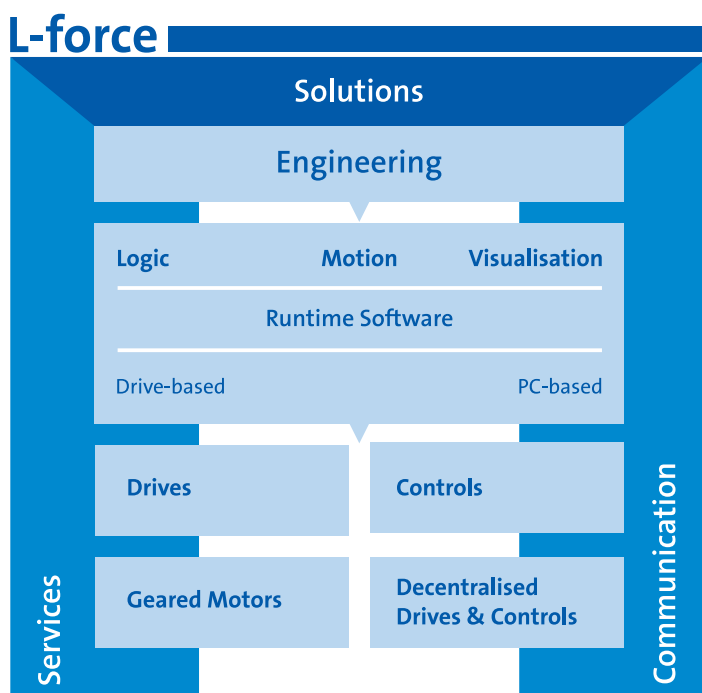 L-force
Solutions
Engineering
Logic Motion Visualisation
Runtime Software
Drive-based PC-based
Drives
Controls
Geared Motors
Decentralised
Drives & Controls
Services
Communication